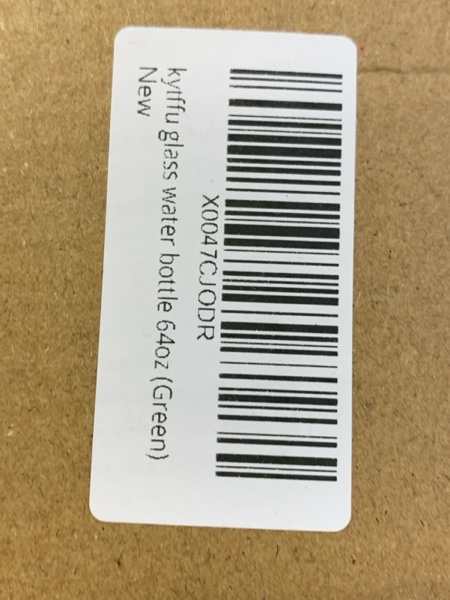 X0047CJODR
kytffu glass water bottle 64oz (Green)
New